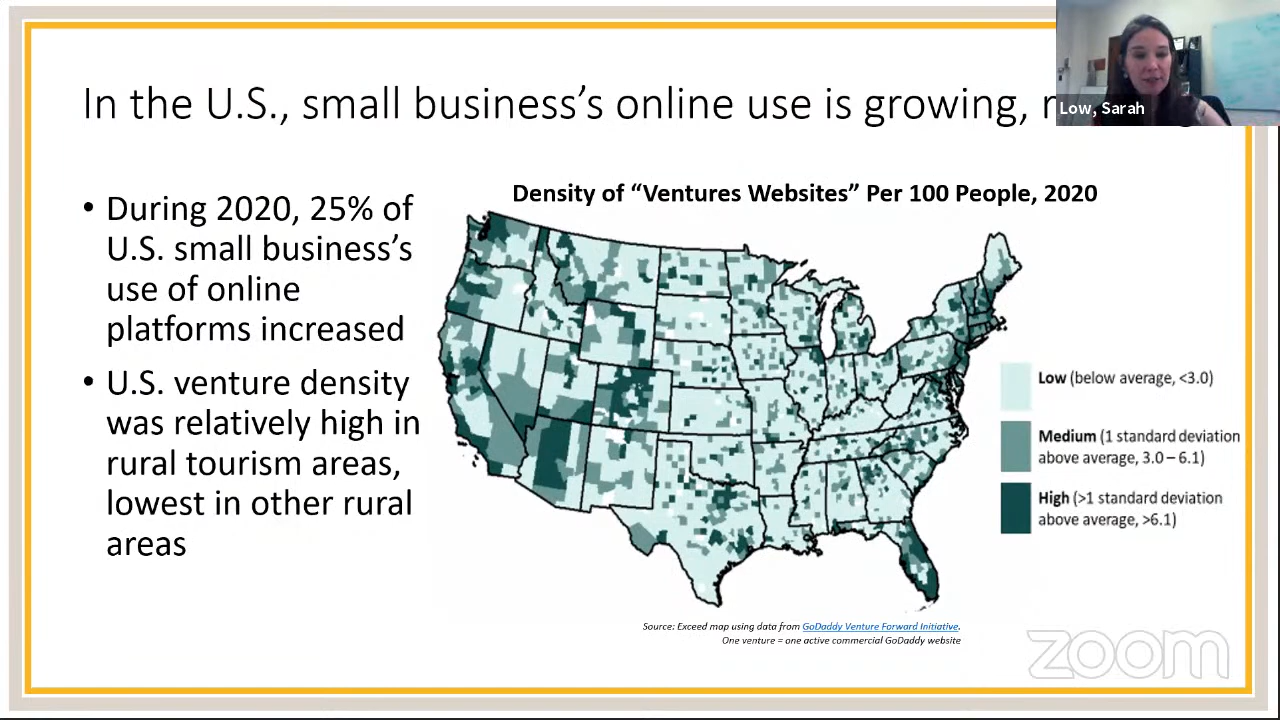 In the U.S., small business's online use is growing,
Low, Sarah
Density of “Ventures Websites” Per 100 People, 2020
• During 2020, 25% of
U.S. small business's
use of online
platforms increased
• U.S. venture density
was relatively high in
rural tourism areas,
lowest in other rural
areas
Low (below average, <3.0)
Medium (1 standard deviation
above average, 3.0 – 6.1)
High (>1 standard deviation
above average, >6.1)
Source: Exceed map using data from GoDaddy Venture Forward Initiative.
One venture = one active commercial GoDaddy website
zoom